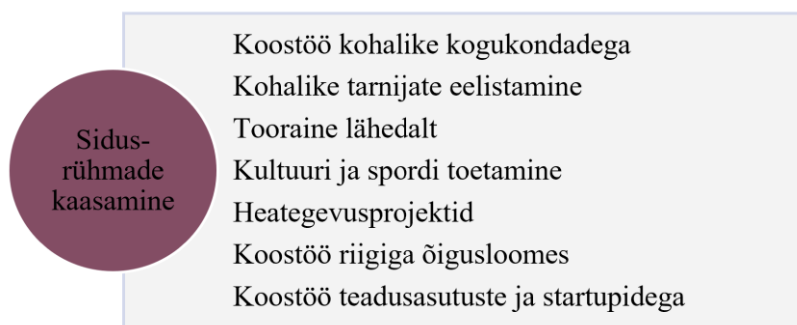 Sidus-
rühmade
kaasamine
Koostöö kohalike kogukondadega
Kohalike tarnijate eelistamine
Tooraine lähedalt
Kultuuri ja spordi toetamine
Heategevusprojektid
Koostöö riigiga õigusloomes
Koostöö teadusasutuste ja startupidega